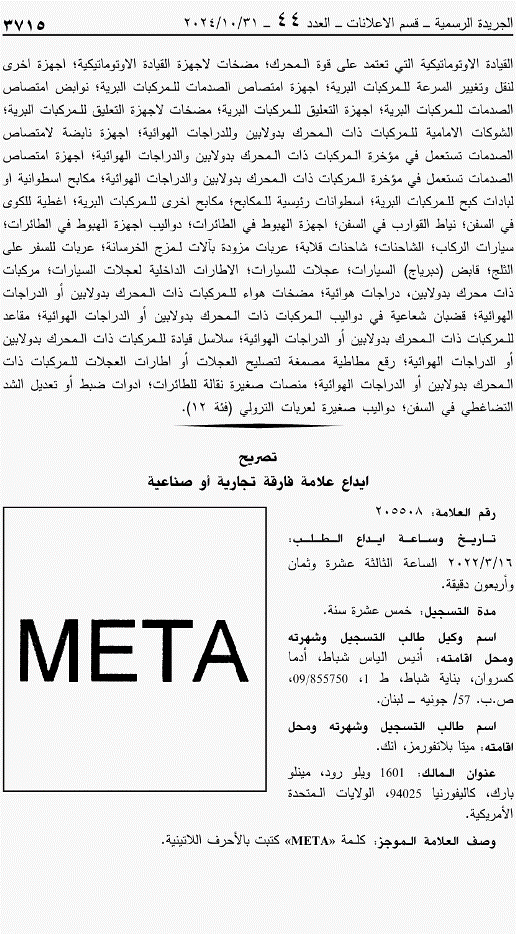 الجريدة الرسمية ــ قسم الاعلانات ــ العدد ٤٤ ــ ٢٠٢٤/١٠/٣١
٣٧١٥
القيادة الاوتوماتيكية التي تعتمد على قوة المحرك؛ مضخات لاجهزة القيادة الاوتوماتيكية؛ اجهزة اخرى
لنقل وتغيير السرعة للمركبات البرية؛ اجهزة امتصاص الصدمات للمركبات البرية؛ نوابض امتصاص
الصدمات للمركبات البرية؛ اجهزة التعليق للمركبات البرية؛ مضخات لاجهزة التعليق للمركبات البرية؛
الشوكات الامامية للمركبات ذات المحرك بدولابين وللدراجات الهوائية؛ اجهزة نابضة لامتصاص
الصدمات تستعمل في مؤخرة المركبات ذات المحرك بدولابين والدراجات الهوائية؛ اجهزة امتصاص
الصدمات تستعمل في مؤخرة المركبات ذات المحرك بدولابين والدراجات الهوائية؛ مكابح اسطوانية او
لبادات كبح للمركبات البرية؛ اسطوانات رئيسية للمكابح؛ مكابح اخرى للمركبات البرية؛ اغطية للكوى
في السفن؛ نياط القوارب في السفن؛ اجهزة الهبوط في الطائرات؛ دواليب اجهزة الهبوط في الطائرات؛
سيارات الركاب؛ الشاحنات؛ شاحنات قلابة؛ عربات مزودة بآلات لمزج الخرسانة؛ عربات للسفر على
الثلج؛ قابض (دبرياج) السيارات؛ عجلات للسيارات؛ الاطارات الداخلية لعجلات السيارات؛ مركبات
ذات محرك بدولابين، دراجات هوائية؛ مضخات هواء للمركبات ذات المحرك بدولابين أو الدراجات
الهوائية؛ قضبان شعاعية في دواليب المركبات ذات المحرك بدولابين أو الدراجات الهوائية؛ مقاعد
للمركبات ذات المحرك بدولابين أو الدراجات الهوائية؛ سلاسل قيادة للمركبات ذات المحرك بدولابين
أو الدراجات الهوائية؛ رقع مطاطية مصمغة لتصليح العجلات أو اطارات العجلات للمركبات ذات
المحرك بدولابين أو الدراجات الهوائية؛ منصات صغيرة نقالة للطائرات؛ ادوات ضبط أو تعديل الشد
التضاغطي في السفن؛ دواليب صغيرة لعربات الترولي (فئة ١٢).
تصريح
ايداع علامة فارقة تجارية أو صناعية
رقم العلامة: ٢٠٥٥٠٨
تاريخ وساعة ايداع الطلب:
٢٠٢٢/٣/١٦ الساعة الثالثة عشرة وثمان
وأربعون دقيقة.
مدة التسجيل: خمس عشرة سنة.
اسم وكيل طالب التسجيل وشهرته
ومحل اقامته: أنيس الياس شباط، أدما
كسروان، بناية شباط، ط 1، 09/855750،
ص.ب. 57/ جونيه ــ لبنان.
اسم طالب التسجيل وشهرته ومحل
اقامته: ميتا بلاتفورمز، انك.
عنوان المالك: 1601 ويلو رود، مينلو
بارك، كاليفورنيا 94025، الولايات المتحدة
الأمريكية.
وصف العلامة الموجز: كلمة «META» كتبت بالأحرف اللاتينية.
META